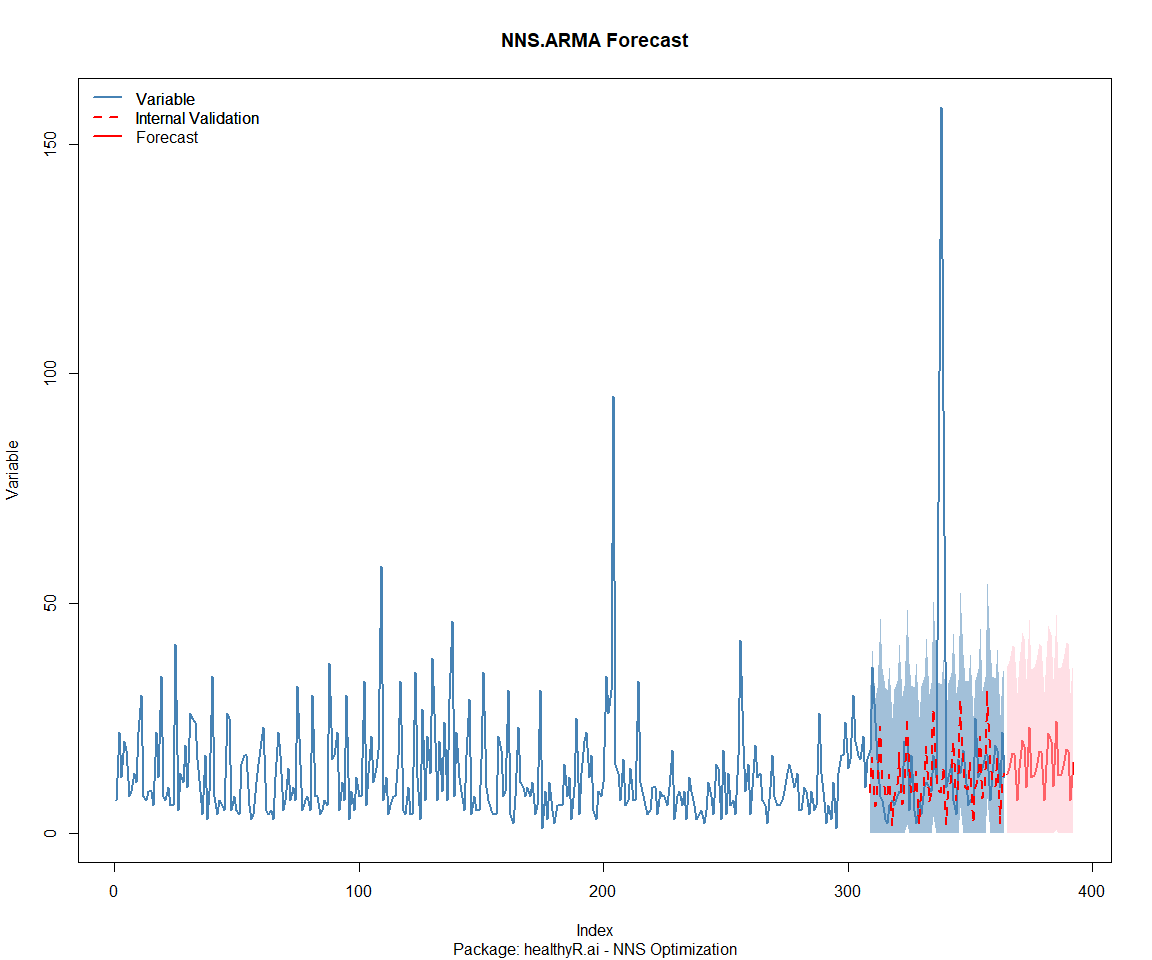 NNS.ARMA Forecast
Variable
Internal Validation
Forecast
150
100
50
0
Variable
0 100 200 300 400
Index
Package: healthyR.ai - NNS Optimization